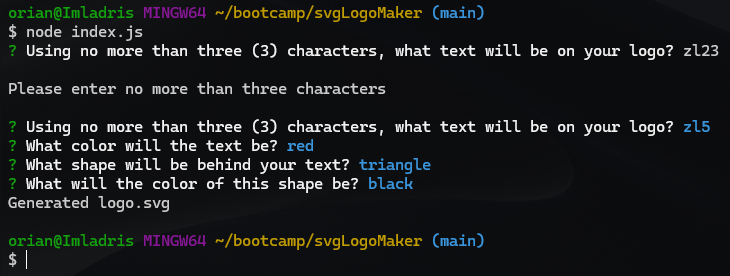 orian@Imladris MINGW64 ~/bootcamp/svgLogoMaker (main)
$ node index.js
? Using no more than three (3) characters, what text will be on your logo? zl23
Please enter no more than three characters
? Using no more than three (3) characters, what text will be on your logo? zl5
? What color will the text be? red
? What shape will be behind your text? triangle
? What will the color of this shape be? black
Generated logo.svg
orian@Imladris MINGW64 ~/bootcamp/svgLogoMaker (main)
$